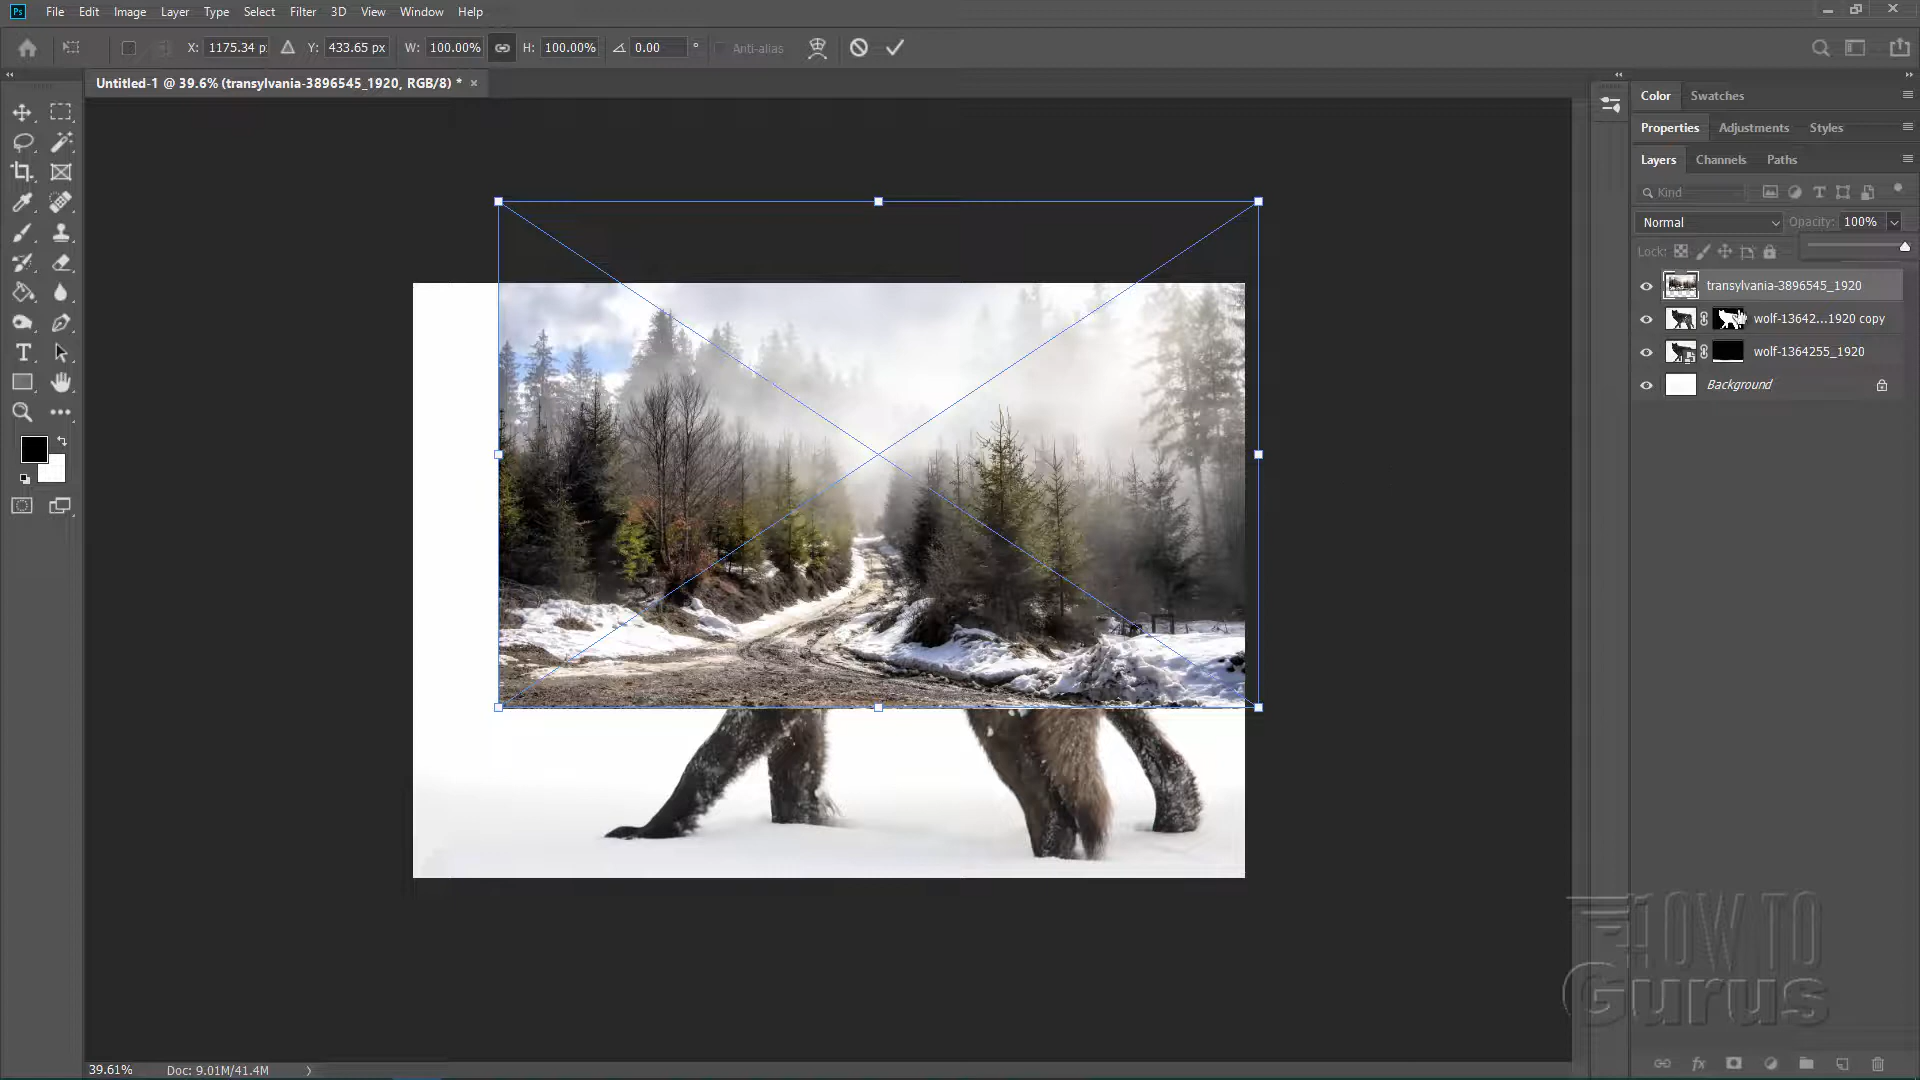 Ps File Edit Image Layer Type Select Filter 3D View Window Help
X: 1175.34 p Y: 433.65 px W: 100.00% H: 100.00% 0.00 ° Anti-alias
Untitled-1 @ 39.6% (transylvania-3896545_1920, RGB/8) * ×
Color Swatches
Properties Adjustments Styles
Layers Channels Paths
Kind
Normal Opacity: 100%
Lock:
transylvania-3896545_1920
wolf-13642...1920 copy
wolf-1364255_1920
Background
HOW TO
Gurus
39.61% Doc: 9.01M/41.4M